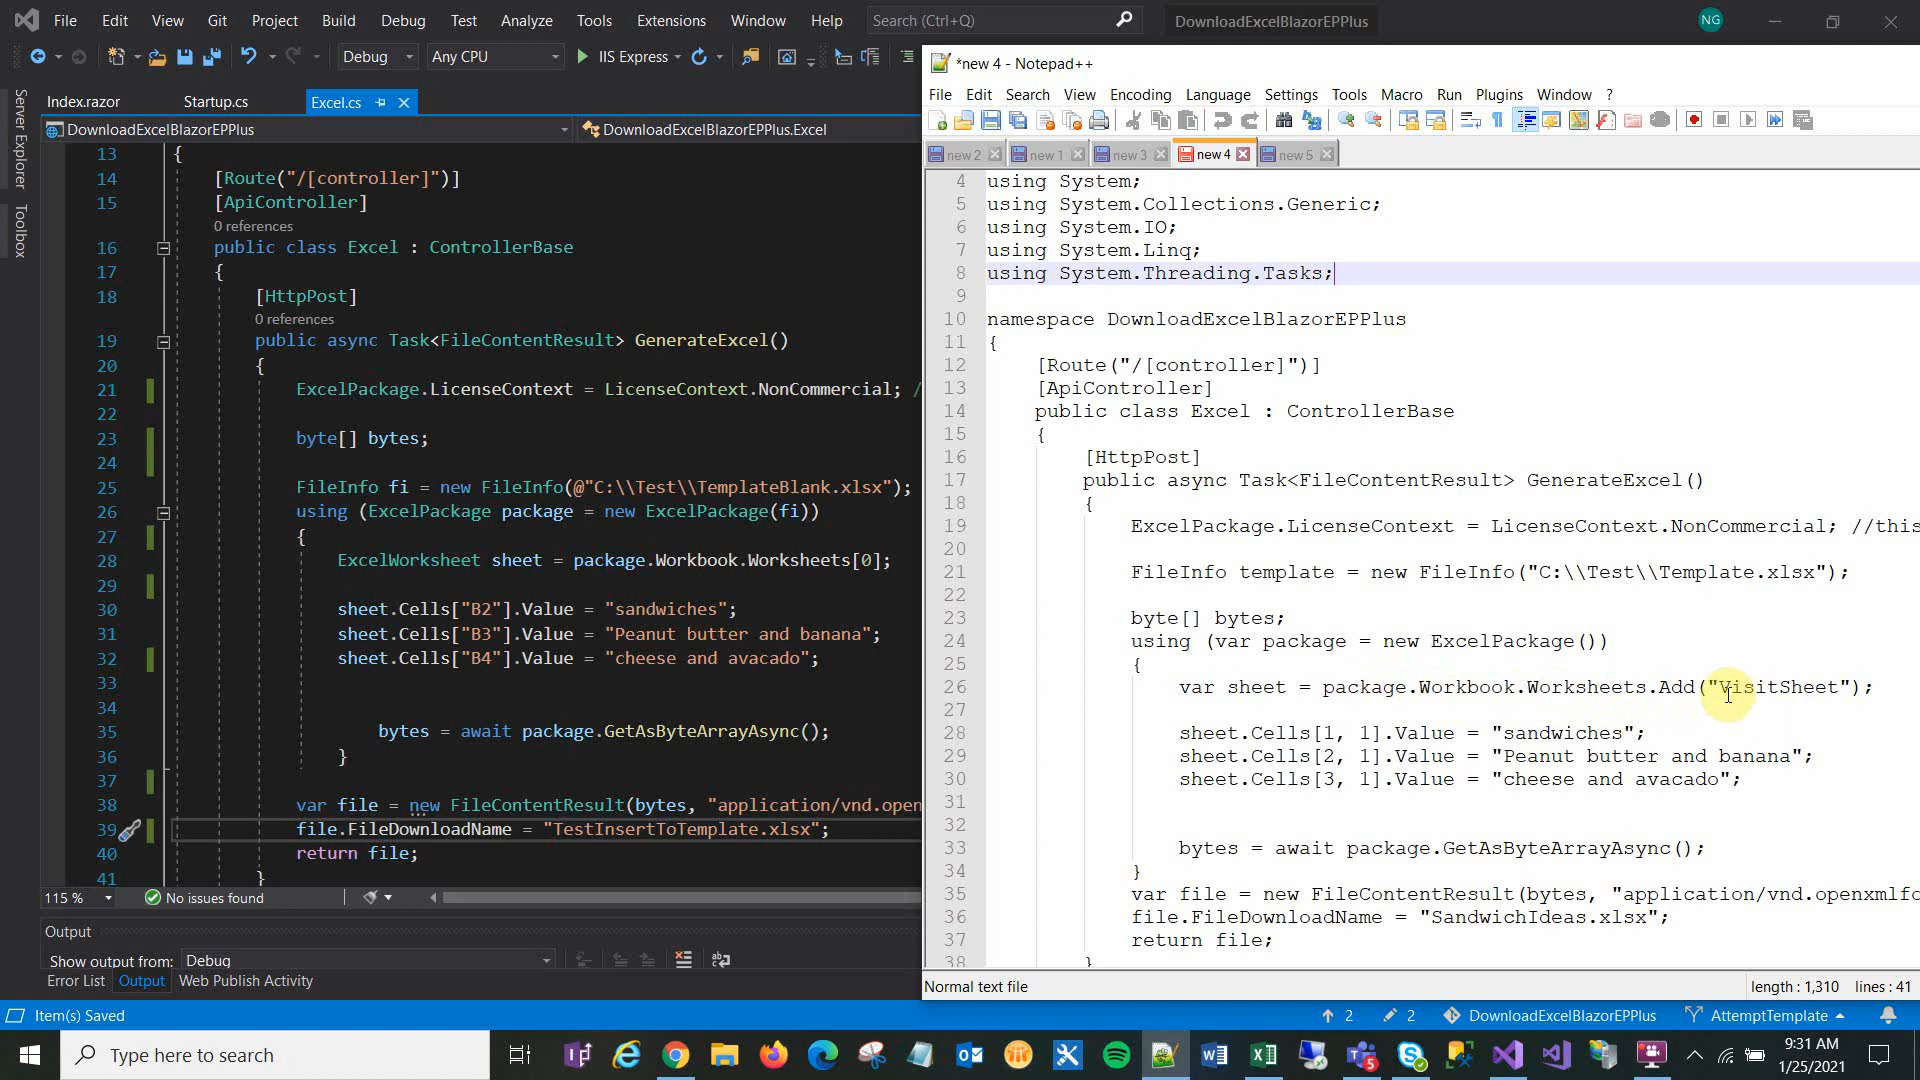 File Edit View Git Project Build Debug Test Analyze Tools Extensions Window Help Search (Ctrl+Q) DownloadExcelBlazorEPPlus NG
Debug Any CPU IIS Express
Server Explorer
Toolbox
Index.razor Startup.cs Excel.cs
DownloadExcelBlazorEPPlus DownloadExcelBlazorEPPlus.Excel
13 {
14 [Route("/[controller]")]
15 [ApiController]
0 references
16 public class Excel : ControllerBase
17 {
18 [HttpPost]
0 references
19 public async Task<FileContentResult> GenerateExcel()
20 {
21 ExcelPackage.LicenseContext = LicenseContext.NonCommercial; /
22
23 byte[] bytes;
24
25 FileInfo fi = new FileInfo(@"C:\\Test\\TemplateBlank.xlsx");
26 using (ExcelPackage package = new ExcelPackage(fi))
27 {
28 ExcelWorksheet sheet = package.Workbook.Worksheets[0];
29
30 sheet.Cells["B2"].Value = "sandwiches";
31 sheet.Cells["B3"].Value = "Peanut butter and banana";
32 sheet.Cells["B4"].Value = "cheese and avacado";
33
34
35 bytes = await package.GetAsByteArrayAsync();
36 }
37
38 var file = new FileContentResult(bytes, "application/vnd.open
39 file.FileDownloadName = "TestInsertToTemplate.xlsx";
40 return file;
41 }
115 % No issues found
Output
Show output from: Debug
Error List Output Web Publish Activity
*new 4 - Notepad++
File Edit Search View Encoding Language Settings Tools Macro Run Plugins Window ?
new 2 new 1 new 3 new 4 new 5
4 using System;
5 using System.Collections.Generic;
6 using System.IO;
7 using System.Linq;
8 using System.Threading.Tasks;
9
10 namespace DownloadExcelBlazorEPPlus
11 {
12 [Route("/[controller]")]
13 [ApiController]
14 public class Excel : ControllerBase
15 {
16 [HttpPost]
17 public async Task<FileContentResult> GenerateExcel()
18 {
19 ExcelPackage.LicenseContext = LicenseContext.NonCommercial; //this
20
21 FileInfo template = new FileInfo("C:\\Test\\Template.xlsx");
22
23 byte[] bytes;
24 using (var package = new ExcelPackage())
25 {
26 var sheet = package.Workbook.Worksheets.Add("VisitSheet");
27
28 sheet.Cells[1, 1].Value = "sandwiches";
29 sheet.Cells[2, 1].Value = "Peanut butter and banana";
30 sheet.Cells[3, 1].Value = "cheese and avacado";
31
32
33 bytes = await package.GetAsByteArrayAsync();
34 }
35 var file = new FileContentResult(bytes, "application/vnd.openxmlfo
36 file.FileDownloadName = "SandwichIdeas.xlsx";
37 return file;
38 }
Normal text file length : 1,310 lines : 41
Item(s) Saved 2 2 DownloadExcelBlazorEPPlus AttemptTemplate
Type here to search
9:31 AM
1/25/2021